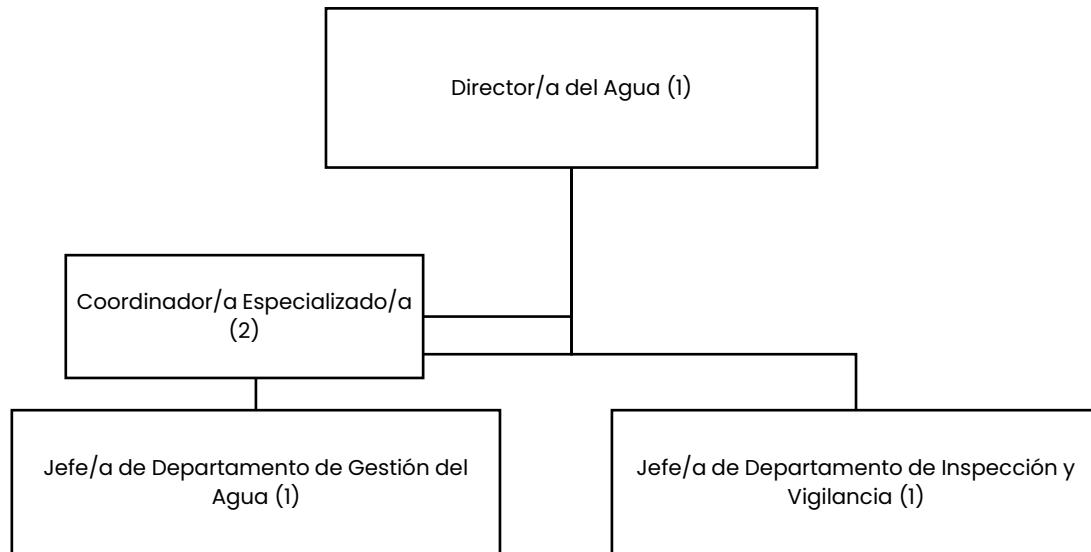 Director/a del Agua (1)
Coordinador/a Especializado/a
(2)
Jefe/a de Departamento de Gestión del
Agua (1)
Jefe/a de Departamento de Inspección y
Vigilancia (1)